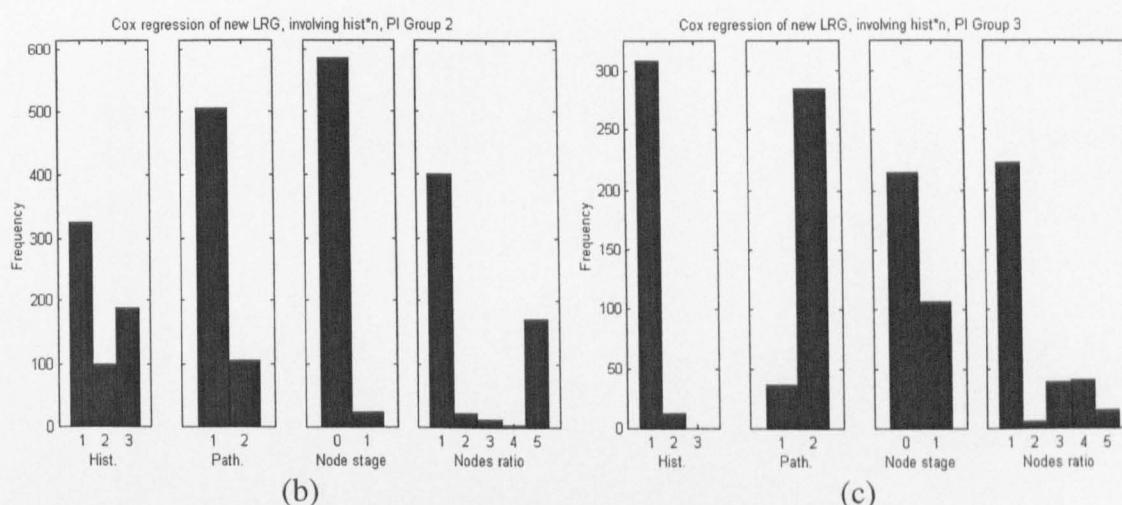 Cox regression of new LRG, involving hist*n, PI Group 2
600
500
400
300
200
100
0
Frequency
1 2 3
Hist.
1 2
Path.
0 1
Node stage
1 2 3 4 5
Nodes ratio
(b)
Cox regression of new LRG, involving hist*n, PI Group 3
300
250
200
150
100
50
0
Frequency
1 2 3
Hist.
1 2
Path.
0 1
Node stage
1 2 3 4 5
Nodes ratio
(c)